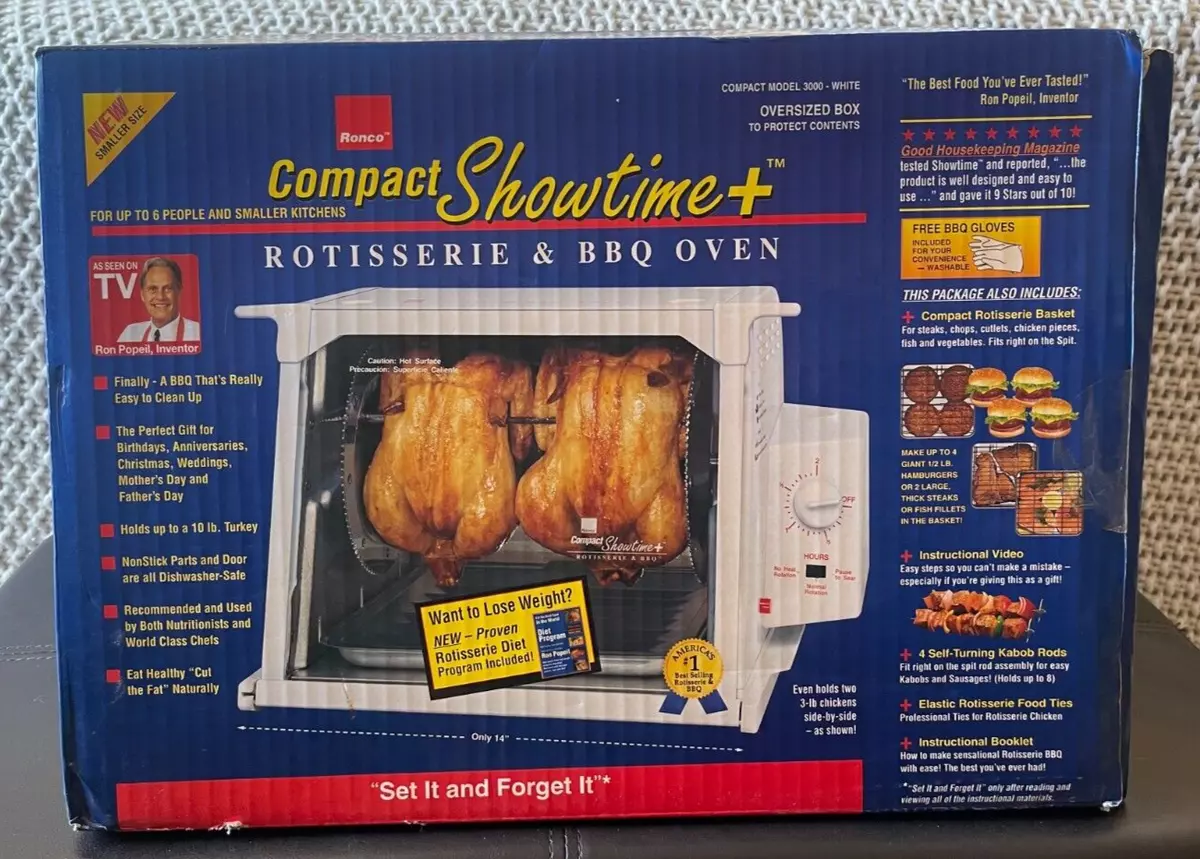 NEW
SMALLER SIZE
Ronco™
COMPACT MODEL 3000 - WHITE
OVERSIZED BOX
TO PROTECT CONTENTS
Compact Showtime+™
FOR UP TO 6 PEOPLE AND SMALLER KITCHENS
ROTISSERIE & BBQ OVEN
AS SEEN ON
TV
Ron Popeil, Inventor
Finally - A BBQ That's Really
Easy to Clean Up
The Perfect Gift for
Birthdays, Anniversaries,
Christmas, Weddings,
Mother's Day and
Father's Day
Holds up to a 10 lb. Turkey
NonStick Parts and Door
are all Dishwasher-Safe
Recommended and Used
by Both Nutritionists and
World Class Chefs
Eat Healthy "Cut
the Fat" Naturally
Caution: Hot Surface
Precaución: Superficie Caliente
Compact Showtime+
ROTISSERIE & BBQ
OFF
HOURS
No Heat
Rotation
Normal
Rotation
Pause
to Sear
Want to Lose Weight?
NEW – Proven
Rotisserie Diet
Program Included!
Diet
Program
Ron Popeil
AMERICA'S
#1
Best Selling
Rotisserie &
BBQ
Even holds two
3-lb chickens
side-by-side
– as shown!
Only 14"
"Set It and Forget It"*
"The Best Food You've Ever Tasted!"
Ron Popeil, Inventor
Good Housekeeping Magazine
tested Showtime™ and reported, "...the
product is well designed and easy to
use ..." and gave it 9 Stars out of 10!
FREE BBQ GLOVES
INCLUDED
FOR YOUR
CONVENIENCE
– WASHABLE
THIS PACKAGE ALSO INCLUDES:
+ Compact Rotisserie Basket
For steaks, chops, cutlets, chicken pieces,
fish and vegetables. Fits right on the Spit.
MAKE UP TO 4
GIANT 1/2 LB.
HAMBURGERS
OR 2 LARGE,
THICK STEAKS
OR FISH FILLETS
IN THE BASKET!
+ Instructional Video
Easy steps so you can't make a mistake –
especially if you're giving this as a gift!
+ 4 Self-Turning Kabob Rods
Fit right on the spit rod assembly for easy
Kabobs and Sausages! (Holds up to 8)
+ Elastic Rotisserie Food Ties
Professional Ties for Rotisserie Chicken
+ Instructional Booklet
How to make sensational Rotisserie BBQ
with ease! The best you've ever had!
*"Set It and Forget It" only after reading and
viewing all of the instructional materials.